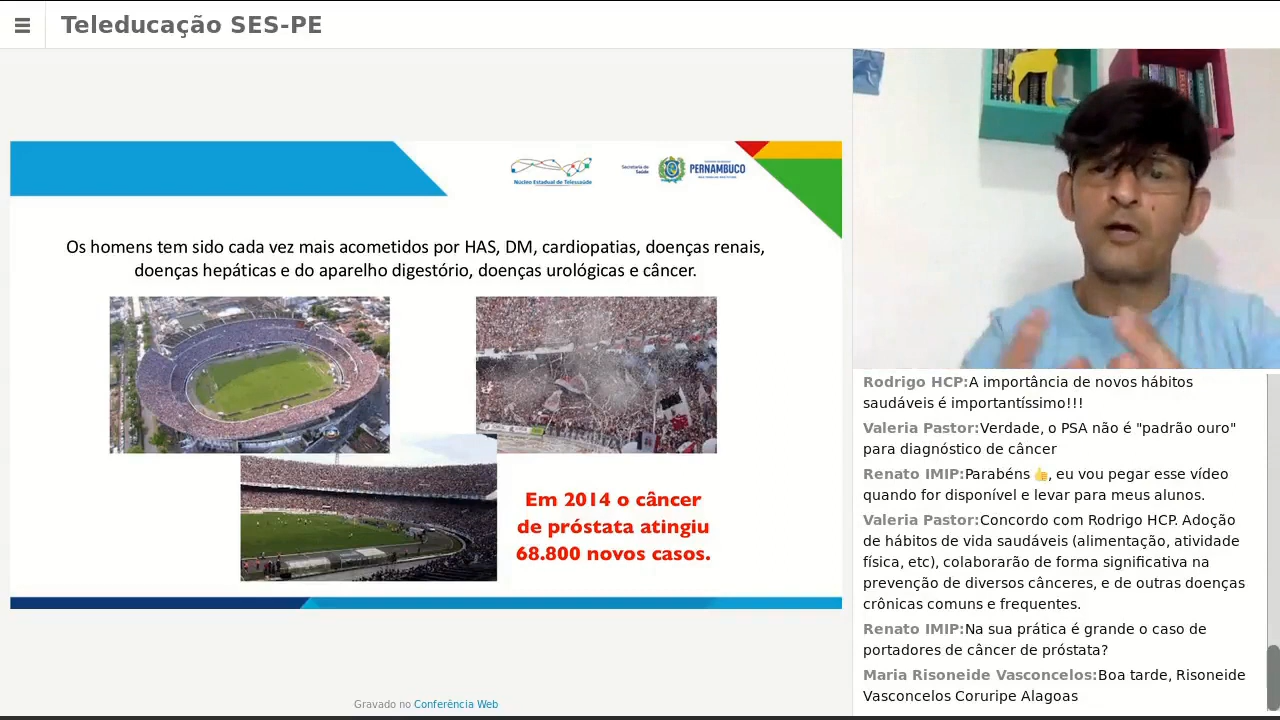 Teleducação SES-PE
Núcleo Estadual de Telessaúde
Secretaria de
Saúde
PERNAMBUCO
Os homens tem sido cada vez mais acometidos por HAS, DM, cardiopatias, doenças renais,
doenças hepáticas e do aparelho digestório, doenças urológicas e câncer.
Em 2014 o câncer
de próstata atingiu
68.800 novos casos.
Gravado no Conferência Web
Rodrigo HCP:A importância de novos hábitos
saudáveis é importantíssimo!!!
Valeria Pastor:Verdade, o PSA não é "padrão ouro"
para diagnóstico de câncer
Renato IMIP:Parabéns👍, eu vou pegar esse vídeo
quando for disponível e levar para meus alunos.
Valeria Pastor:Concordo com Rodrigo HCP. Adoção
de hábitos de vida saudáveis (alimentação, atividade
física, etc), colaborarão de forma significativa na
prevenção de diversos cânceres, e de outras doenças
crônicas comuns e frequentes.
Renato IMIP:Na sua prática é grande o caso de
portadores de câncer de próstata?
Maria Risoneide Vasconcelos:Boa tarde, Risoneide
Vasconcelos Coruripe Alagoas